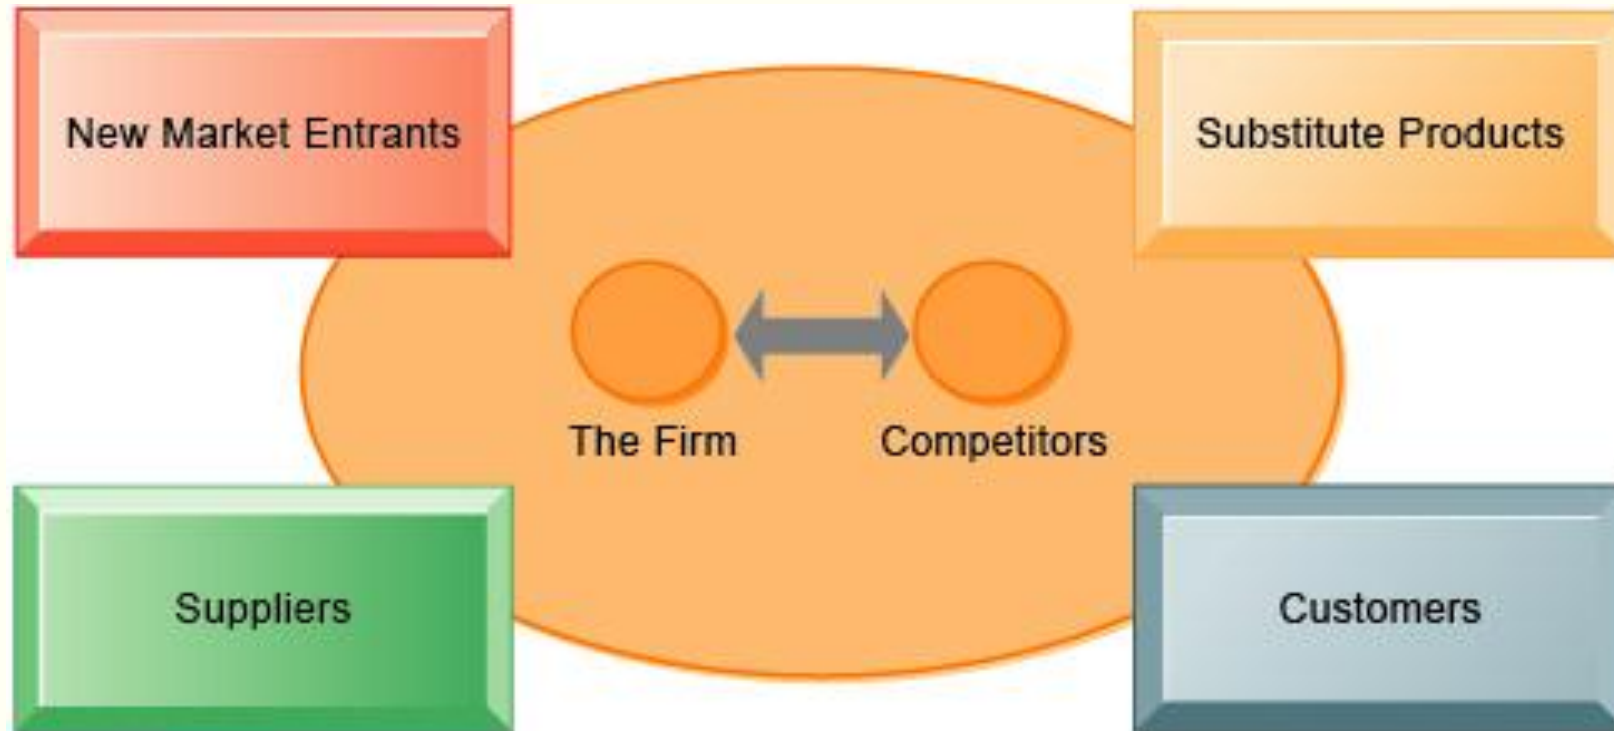 New Market Entrants
Substitute Products
The Firm
Competitors
Suppliers
Customers